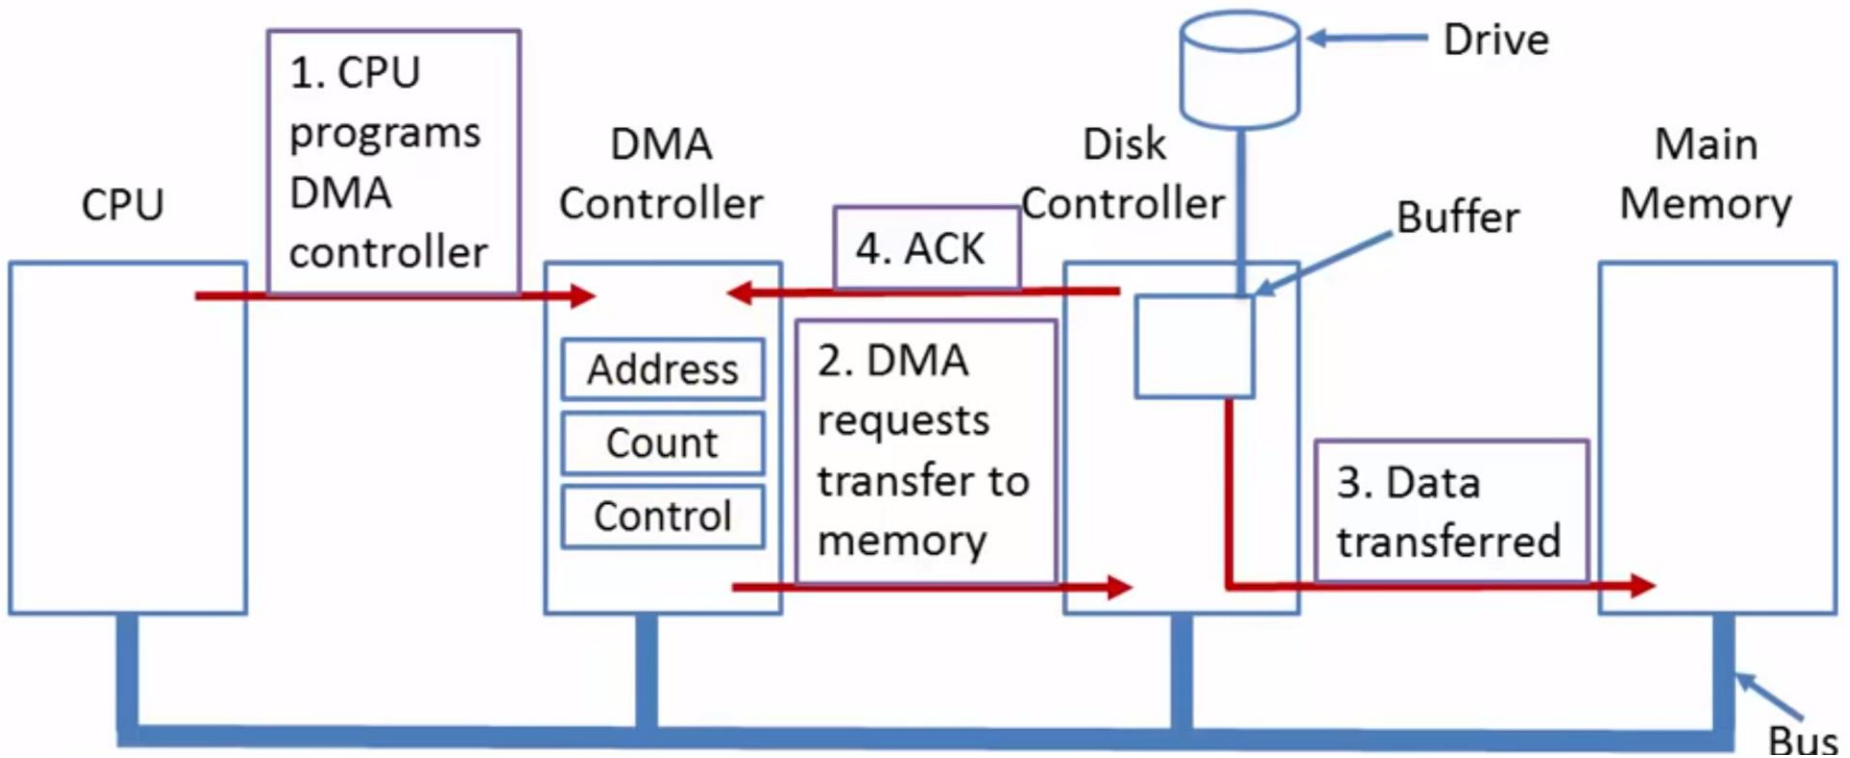 CPU
1. CPU
programs
DMA
controller
DMA
Controller
Address
Count
Control
4. ACK
2. DMA
requests
transfer to
memory
Disk
Controller
Drive
Buffer
3. Data
transferred
Main
Memory
Bus